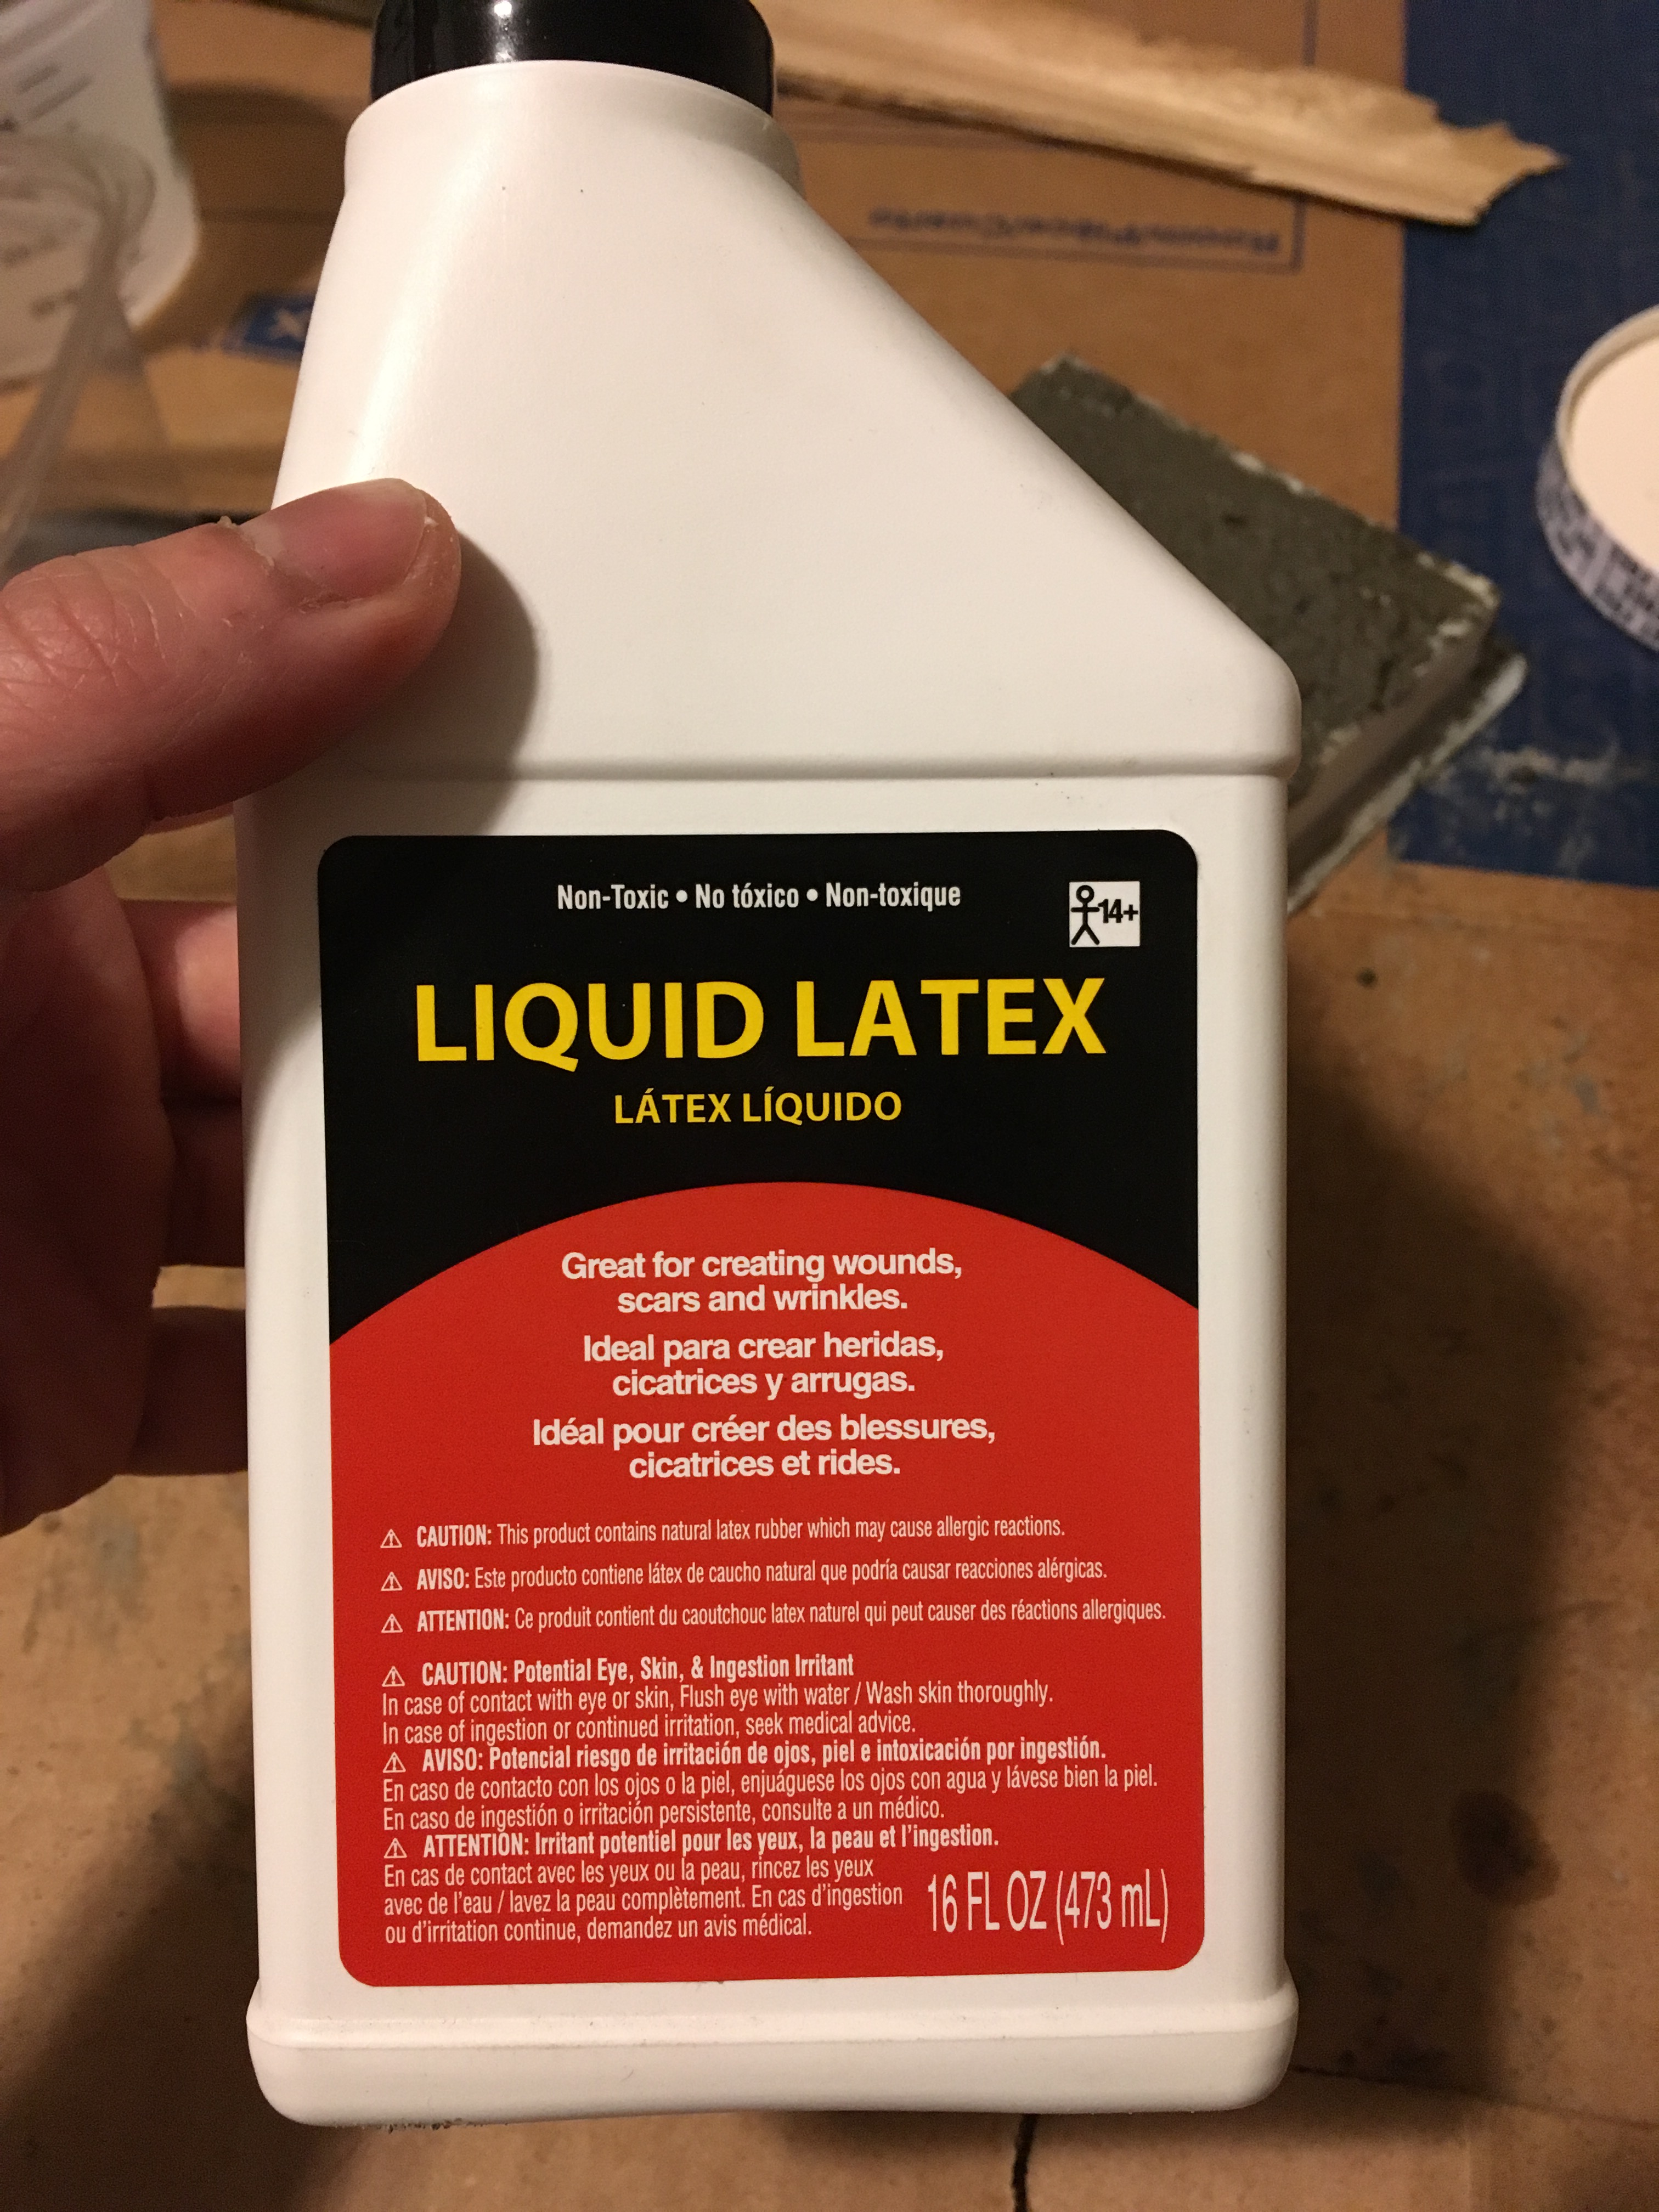 Non-Toxic • No tóxico • Non-toxique
14+
LIQUID LATEX
LÁTEX LÍQUIDO
Great for creating wounds,
scars and wrinkles.
Ideal para crear heridas,
cicatrices y arrugas.
Idéal pour créer des blessures,
cicatrices et rides.
⚠ CAUTION: This product contains natural latex rubber which may cause allergic reactions.
⚠ AVISO: Este producto contiene látex de caucho natural que podría causar reacciones alérgicas.
⚠ ATTENTION: Ce produit contient du caoutchouc latex naturel qui peut causer des réactions allergiques.
⚠ CAUTION: Potential Eye, Skin, & Ingestion Irritant
In case of contact with eye or skin, Flush eye with water / Wash skin thoroughly.
In case of ingestion or continued irritation, seek medical advice.
⚠ AVISO: Potencial riesgo de irritación de ojos, piel e intoxicación por ingestión.
En caso de contacto con los ojos o la piel, enjuáguese los ojos con agua y lávese bien la piel.
En caso de ingestión o irritación persistente, consulte a un médico.
⚠ ATTENTION: Irritant potentiel pour les yeux, la peau et l'ingestion.
En cas de contact avec les yeux ou la peau, rincez les yeux
avec de l'eau / lavez la peau complètement. En cas d'ingestion
ou d'irritation continue, demandez un avis médical.
16 FL OZ (473 mL)